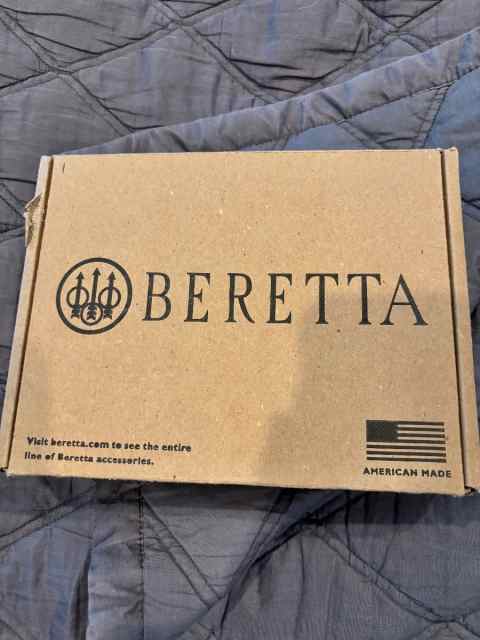 BERETTA
Visit beretta.com to see the entire
line of Beretta accessories.
AMERICAN MADE